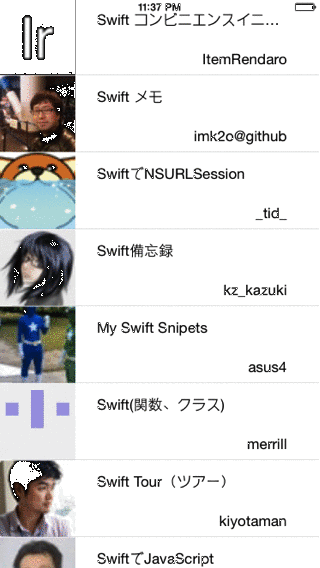 11:37 PM
lr
Swift コンビニエンスイニ…
ItemRendaro
Swift メモ
imk2o@github
SwiftでNSURLSession
_tid_
Swift備忘録
kz_kazuki
My Swift Snipets
asus4
Swift(関数、クラス)
merrill
Swift Tour（ツアー）
kiyotaman
SwiftでJavaScript